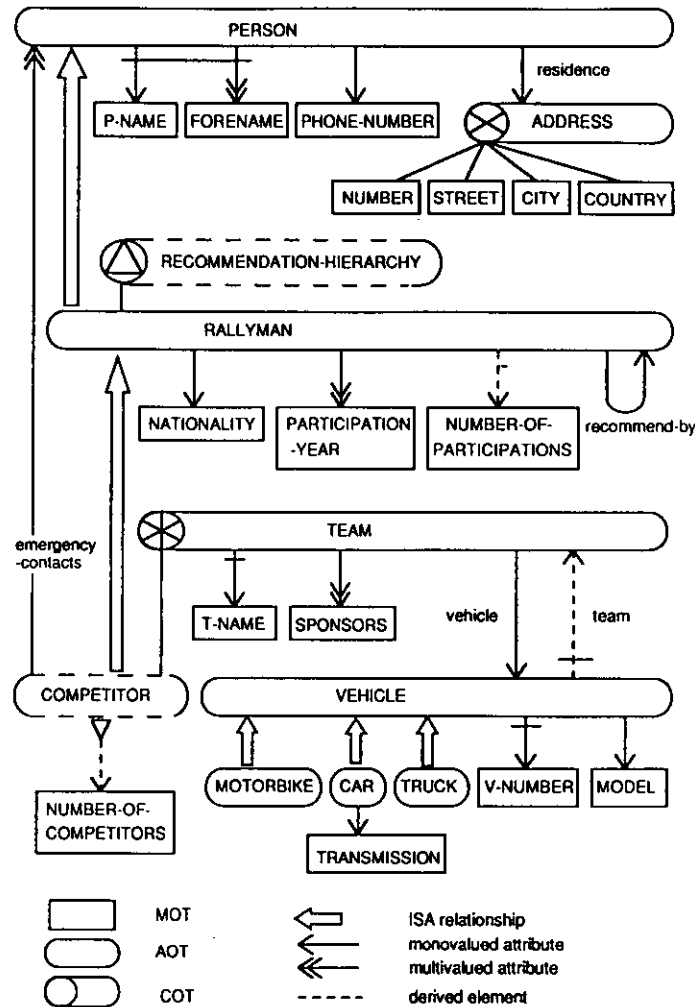 PERSON
residence
P-NAME
FORENAME
PHONE-NUMBER
ADDRESS
NUMBER
STREET
CITY
COUNTRY
RECOMMENDATION-HIERARCHY
RALLYMAN
NATIONALITY
PARTICIPATION
-YEAR
NUMBER-OF-
PARTICIPATIONS
recommend-by
TEAM
emergency
-contacts
T-NAME
SPONSORS
vehicle
team
COMPETITOR
VEHICLE
MOTORBIKE
CAR
TRUCK
V-NUMBER
MODEL
NUMBER-OF-
COMPETITORS
TRANSMISSION
MOT
ISA relationship
AOT
monovalued attribute
multivalued attribute
COT
derived element